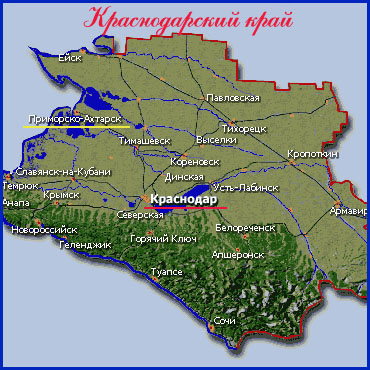 Краснодарский край
Ейск
Павловская
Приморско-Ахтарск
Тихорецк
Тимашевск
Выселки
Кореновск
Кропоткин
Славянск-на-Кубани
Динская
Темрюк
Усть-Лабинск
Крымск
Краснодар
Анапа
Армавир
Северская
Новороссийск
Горячий Ключ
Белореченск
Геленджик
Апшеронск
Туапсе
Сочи